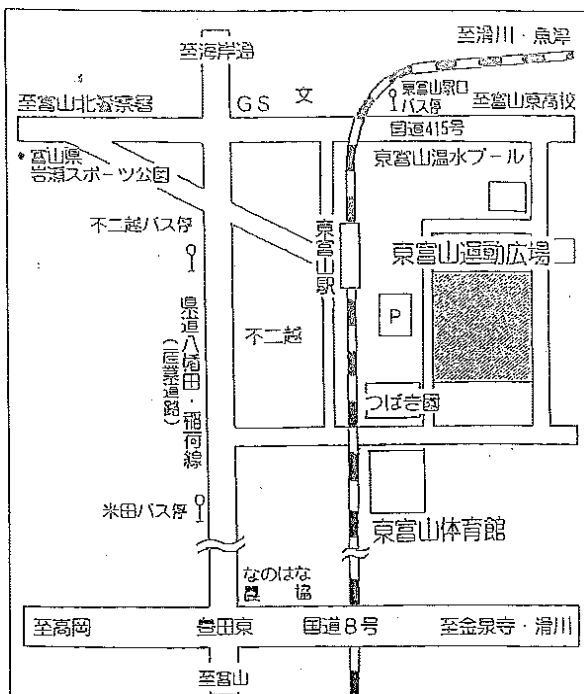 至滑川・魚津
至海岸通
東富山駅口
バス停
至富山北警察署
GS
文
至富山東高校
国道415号
・富山県
岩瀬スポーツ公園
東富山温水プール
不二越バス停
東富山駅
東富山運動広場
P
不二越
県道八幡田・稲荷線
(産業道路)
つばき園
米田バス停
東富山体育館
なのはな
農協
至高岡
豊田東
国道8号
至金泉寺・滑川
至富山